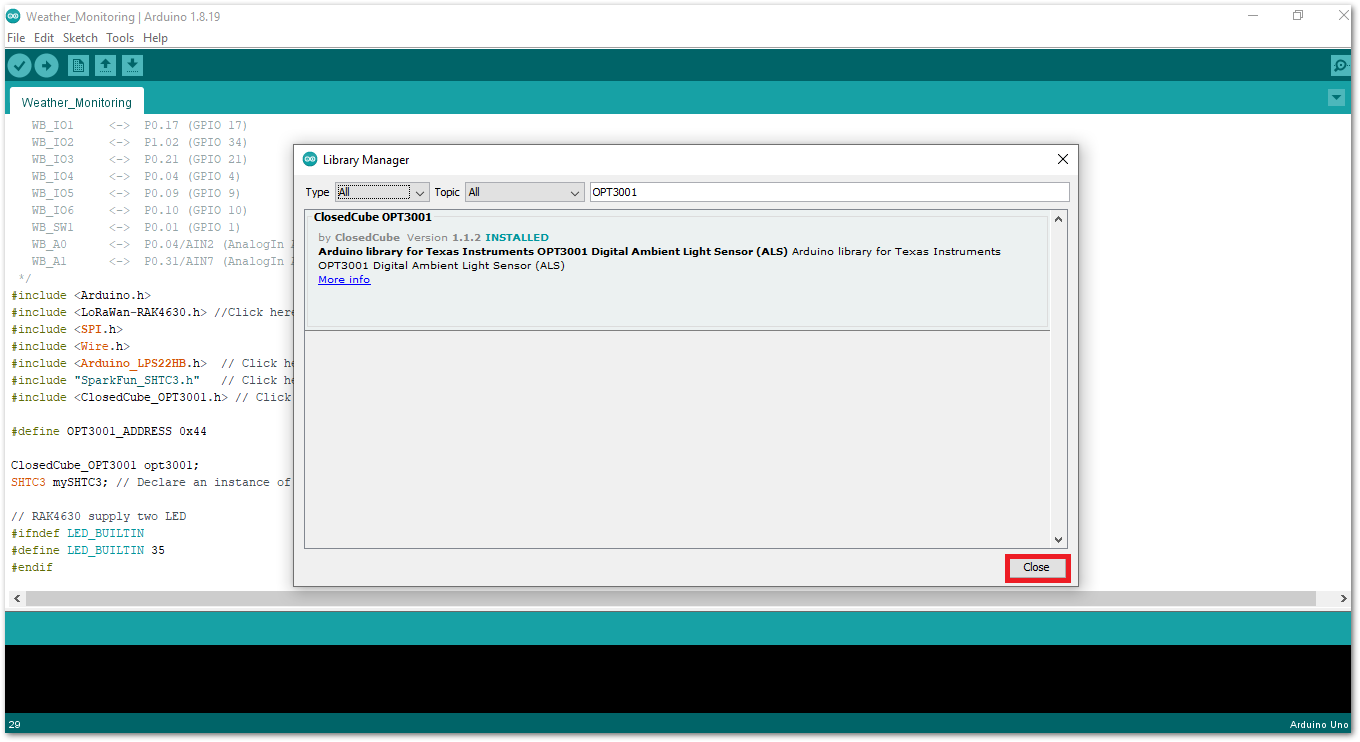 Weather_Monitoring | Arduino 1.8.19
File Edit Sketch Tools Help
Weather_Monitoring
WB_IO1 <-> P0.17 (GPIO 17)
WB_IO2 <-> P1.02 (GPIO 34)
WB_IO3 <-> P0.21 (GPIO 21)
WB_IO4 <-> P0.04 (GPIO 4)
WB_IO5 <-> P0.09 (GPIO 9)
WB_IO6 <-> P0.10 (GPIO 10)
WB_SW1 <-> P0.01 (GPIO 1)
WB_A0 <-> P0.04/AIN2 (AnalogIn
WB_A1 <-> P0.31/AIN7 (AnalogIn
*/
#include <Arduino.h>
#include <LoRaWan-RAK4630.h> //Click here
#include <SPI.h>
#include <Wire.h>
#include <Arduino_LPS22HB.h> // Click he
#include "SparkFun_SHTC3.h" // Click he
#include <ClosedCube_OPT3001.h> // Click
#define OPT3001_ADDRESS 0x44
ClosedCube_OPT3001 opt3001;
SHTC3 mySHTC3; // Declare an instance of
// RAK4630 supply two LED
#ifndef LED_BUILTIN
#define LED_BUILTIN 35
#endif
Library Manager
Type All Topic All OPT3001
ClosedCube OPT3001
by ClosedCube Version 1.1.2 INSTALLED
Arduino library for Texas Instruments OPT3001 Digital Ambient Light Sensor (ALS) Arduino library for Texas Instruments
OPT3001 Digital Ambient Light Sensor (ALS)
More info
Close
29
Arduino Uno